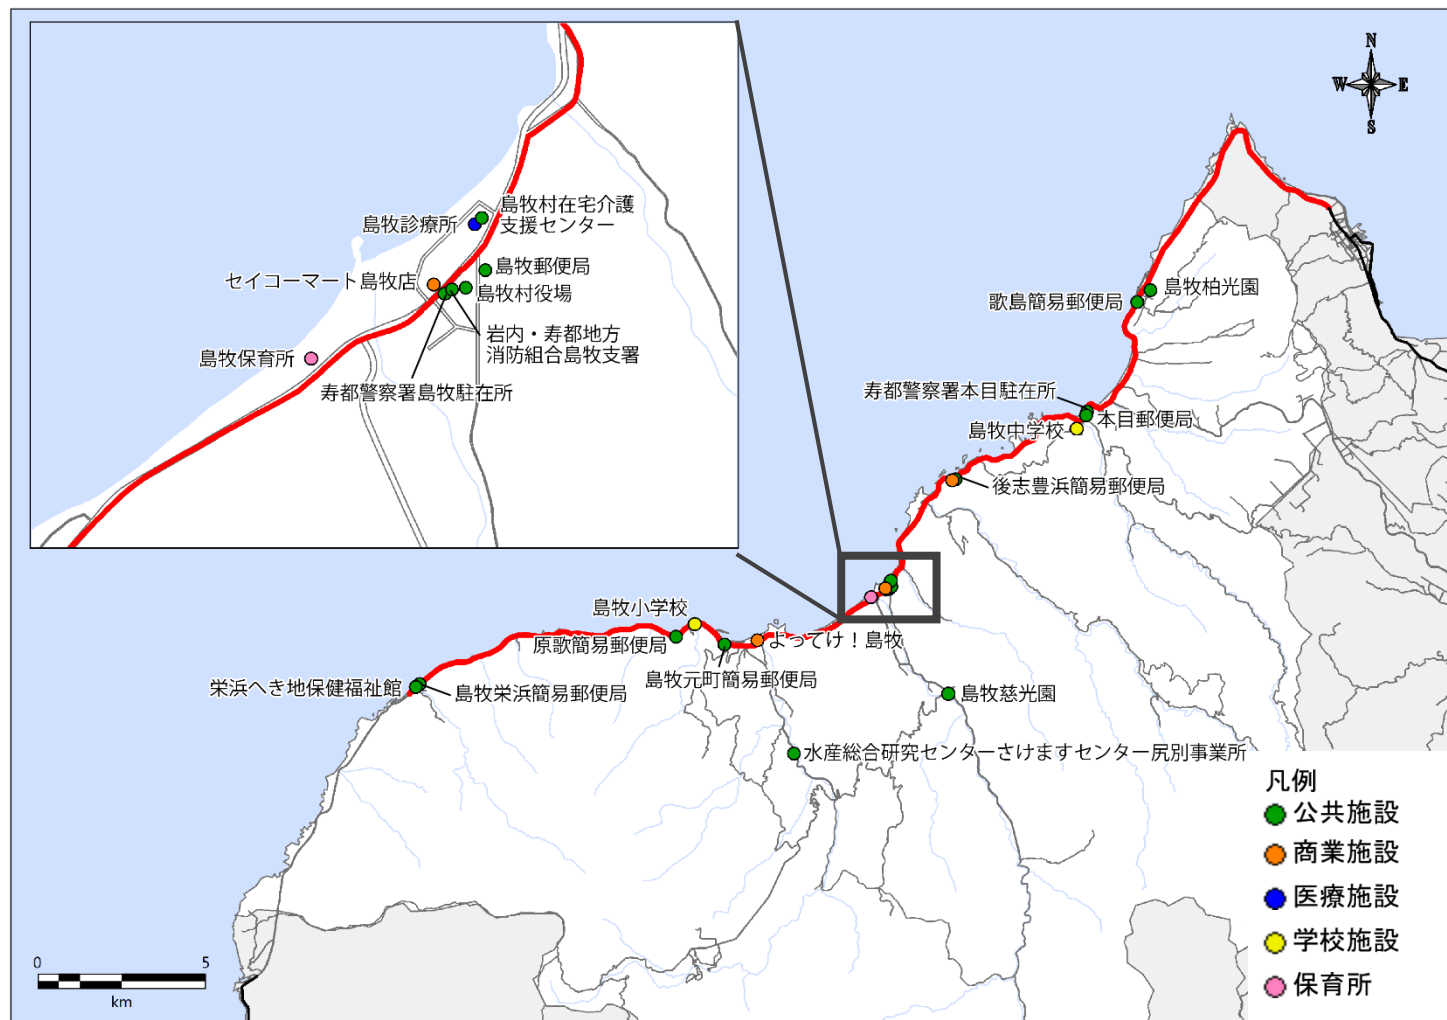 N
W E
S
島牧村在宅介護
支援センター
島牧診療所
島牧郵便局
セイコーマート島牧店
島牧村役場
岩内・寿都地方
消防組合島牧支署
島牧保育所
寿都警察署島牧駐在所
島牧柏光園
歌島簡易郵便局
寿都警察署本目駐在所
本目郵便局
島牧中学校
後志豊浜簡易郵便局
島牧小学校
原歌簡易郵便局
よってけ！島牧
島牧元町簡易郵便局
栄浜へき地保健福祉館
島牧栄浜簡易郵便局
島牧慈光園
水産総合研究センターさけますセンター尻別事業所
凡例
公共施設
商業施設
医療施設
学校施設
保育所
0 5
km